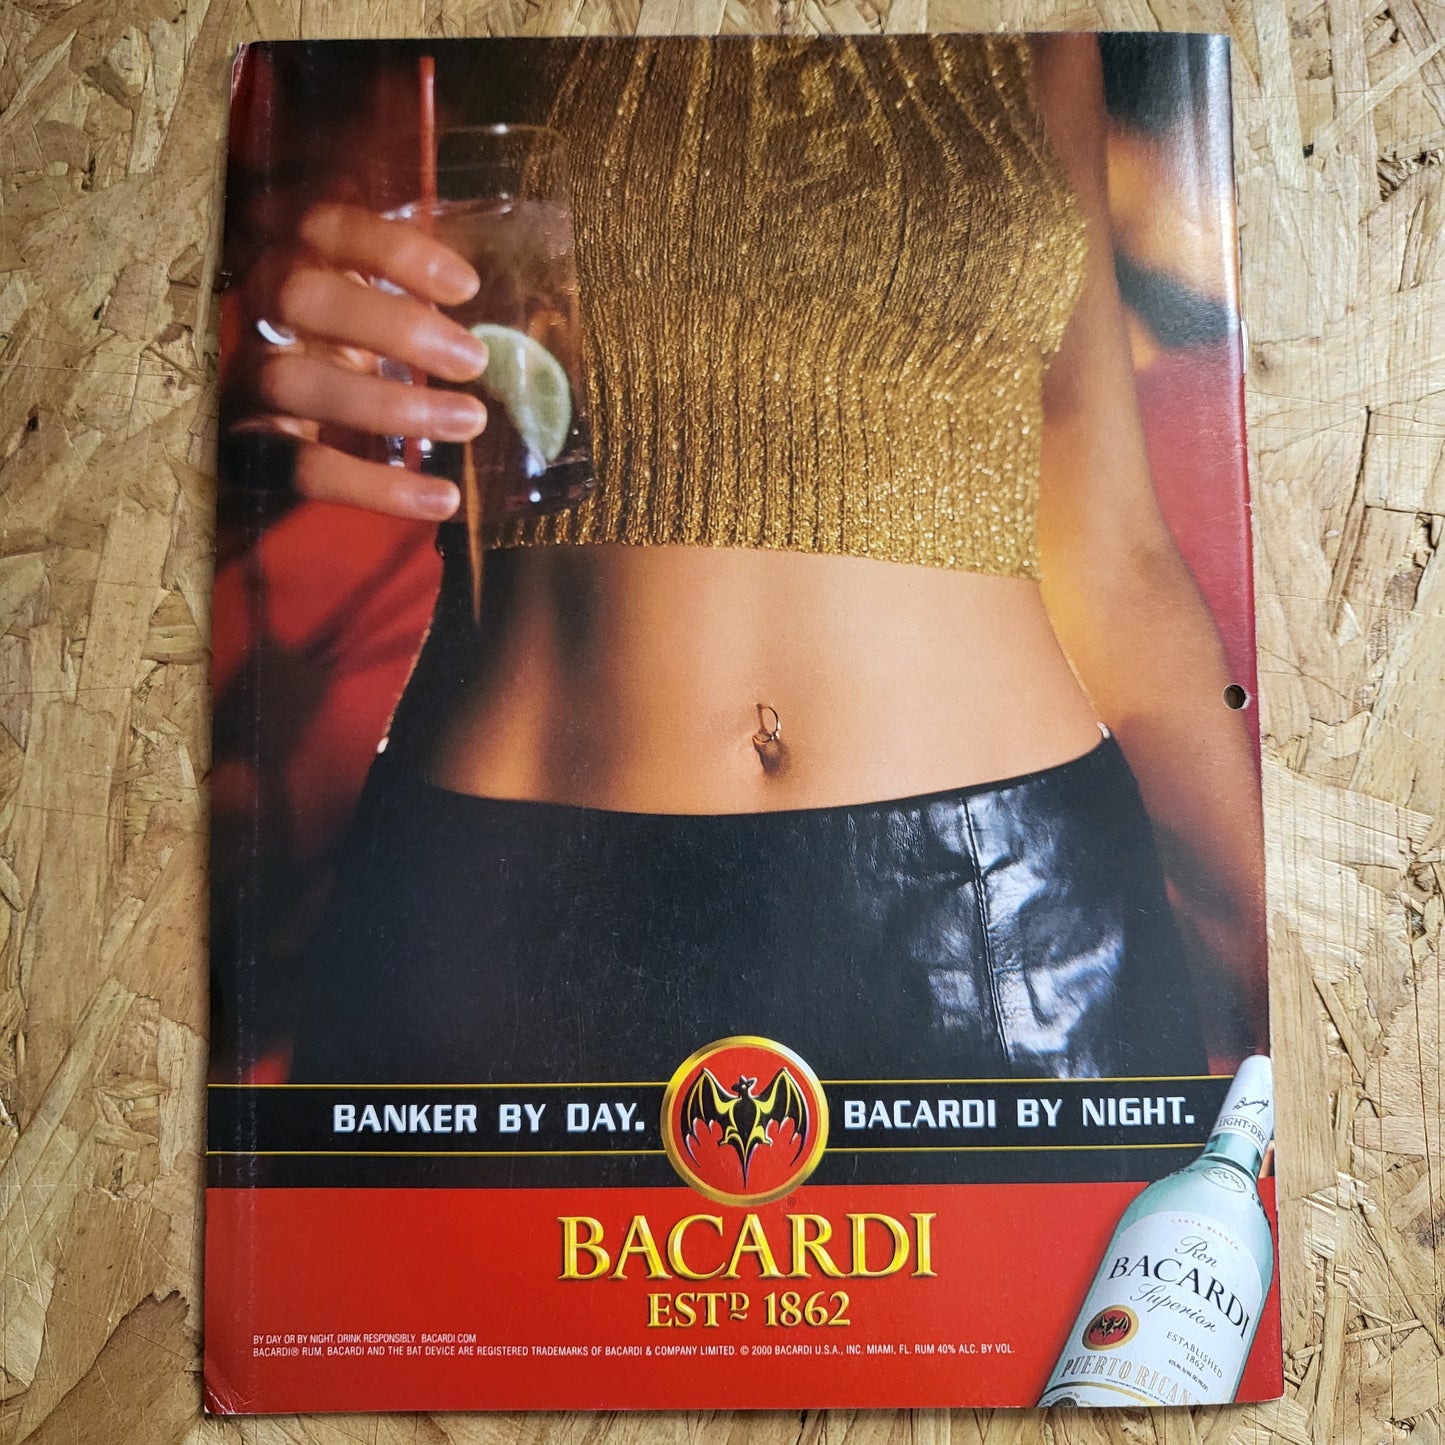 BANKER BY DAY. BACARDI BY NIGHT.
BACARDI
ESTD 1862
BY DAY OR BY NIGHT, DRINK RESPONSIBLY. BACARDI.COM
BACARDI® RUM, BACARDI AND THE BAT DEVICE ARE REGISTERED TRADEMARKS OF BACARDI & COMPANY LIMITED. © 2000 BACARDI U.S.A., INC. MIAMI, FL. RUM 40% ALC. BY VOL.
LIGHT-DRY
CARTA BLANCA
Ron
BACARDI
Superior
ESTABLISHED
1862
PUERTO RICAN